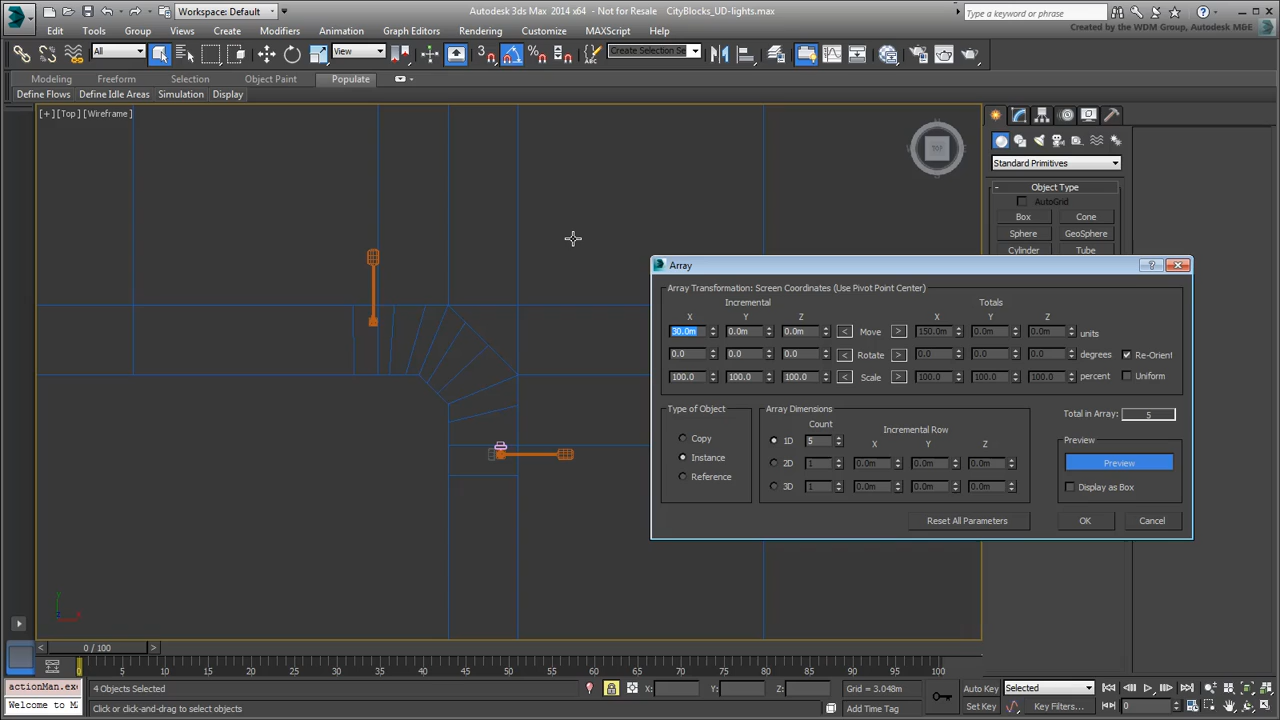 Workspace: Default
Autodesk 3ds Max 2014 x64 - Not for Resale
CityBlocks_UD-lights.max
Type a keyword or phrase
Created by the WDM Group, Autodesk M&E
Edit Tools Group Views Create Modifiers Animation Graph Editors Rendering Customize MAXScript Help
All View Create Selection Se
Modeling Freeform Selection Object Paint Populate
Define Flows Define Idle Areas Simulation Display
[+] [Top] [Wireframe]
TOP
Standard Primitives
- Object Type
AutoGrid
Box Cone
Sphere GeoSphere
Cylinder Tube
Array
Array Transformation: Screen Coordinates (Use Pivot Point Center)
Incremental Totals
X Y Z X Y Z
30.0m 0.0m 0.0m < Move > 150.0m 0.0m 0.0m units
0.0 0.0 0.0 < Rotate > 0.0 0.0 0.0 degrees Re-Orient
100.0 100.0 100.0 < Scale > 100.0 100.0 100.0 percent Uniform
Type of Object
Copy
Instance
Reference
Array Dimensions
Count
Incremental Row
X Y Z
1D 5
2D 1 0.0m 0.0m 0.0m
3D 1 0.0m 0.0m 0.0m
Total in Array: 5
Preview
Preview
Display as Box
Reset All Parameters OK Cancel
y
x
< 0 / 100 >
0 5 10 15 20 25 30 35 40 45 50 55 60 65 70 75 80 85 90 95 100
actionMan.exe
4 Objects Selected
X: Y: Z: Grid = 3.048m
Auto Key Selected
Welcome to M
Click or click-and-drag to select objects
Add Time Tag
Set Key Key Filters... 0